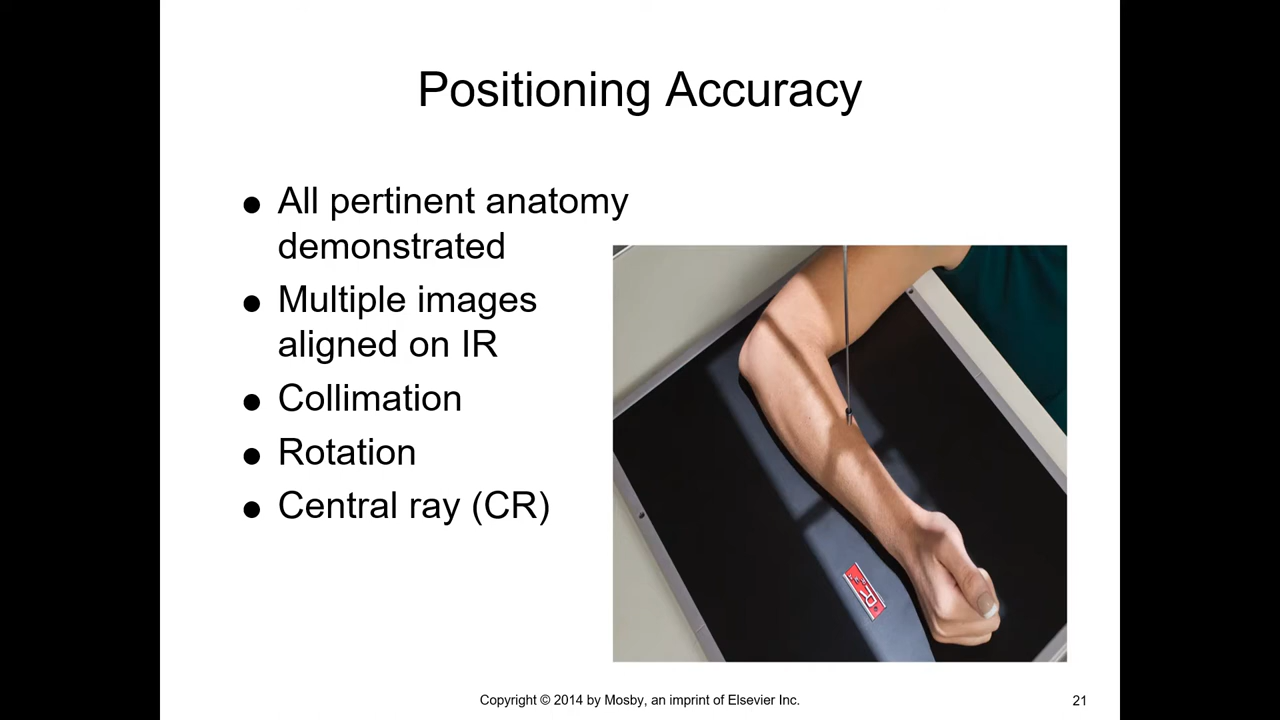 Positioning Accuracy
● All pertinent anatomy
demonstrated
● Multiple images
aligned on IR
● Collimation
● Rotation
● Central ray (CR)
R
Copyright © 2014 by Mosby, an imprint of Elsevier Inc.
21